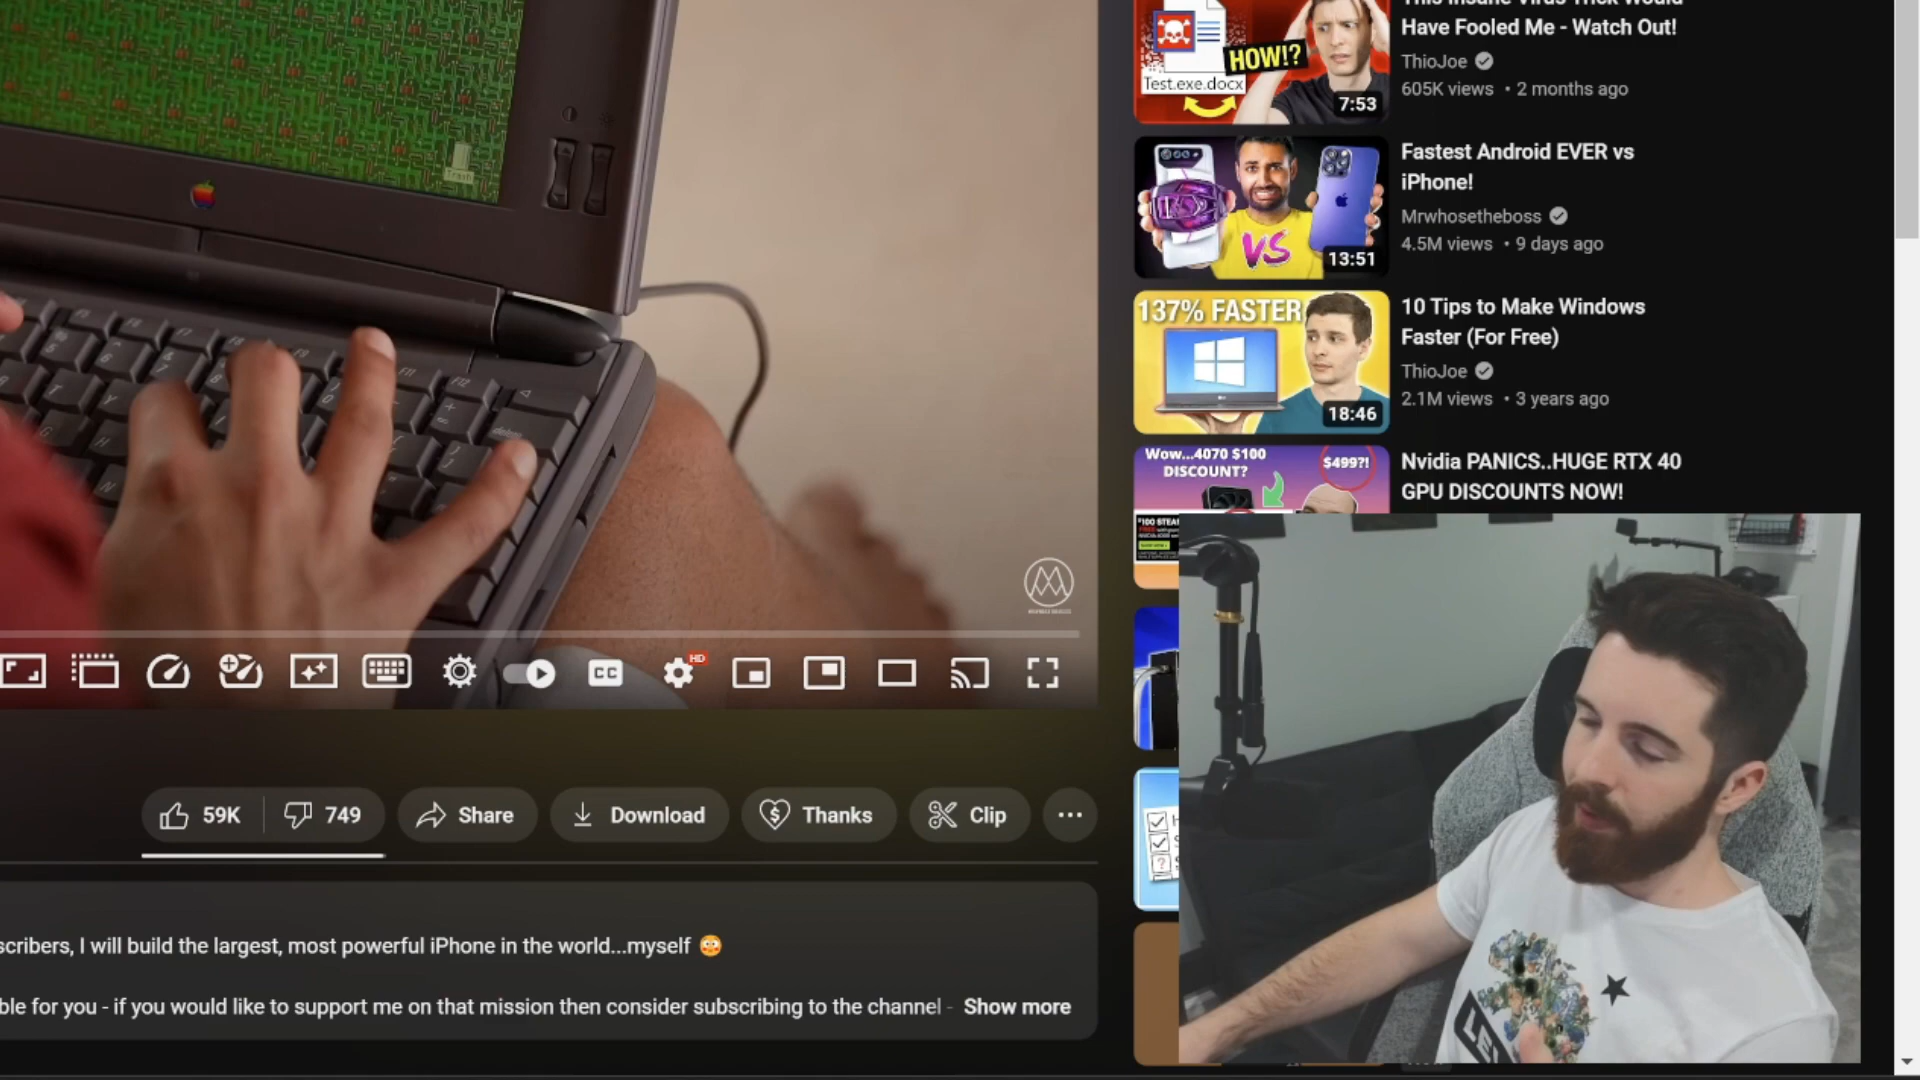 Have Fooled Me - Watch Out!
ThioJoe
605K views • 2 months ago
HOW!?
Test.exe.docx
7:53
Fastest Android EVER vs
iPhone!
Mrwhosetheboss
4.5M views • 9 days ago
VS
13:51
137% FASTER
18:46
10 Tips to Make Windows
Faster (For Free)
ThioJoe
2.1M views • 3 years ago
Wow...4070 $100
DISCOUNT?
$499?!
Nvidia PANICS..HUGE RTX 40
GPU DISCOUNTS NOW!
Trash
HD
CC
59K
749
Share
Download
Thanks
Clip
scribers, I will build the largest, most powerful iPhone in the world...myself 😳
ble for you - if you would like to support me on that mission then consider subscribing to the channel - Show more